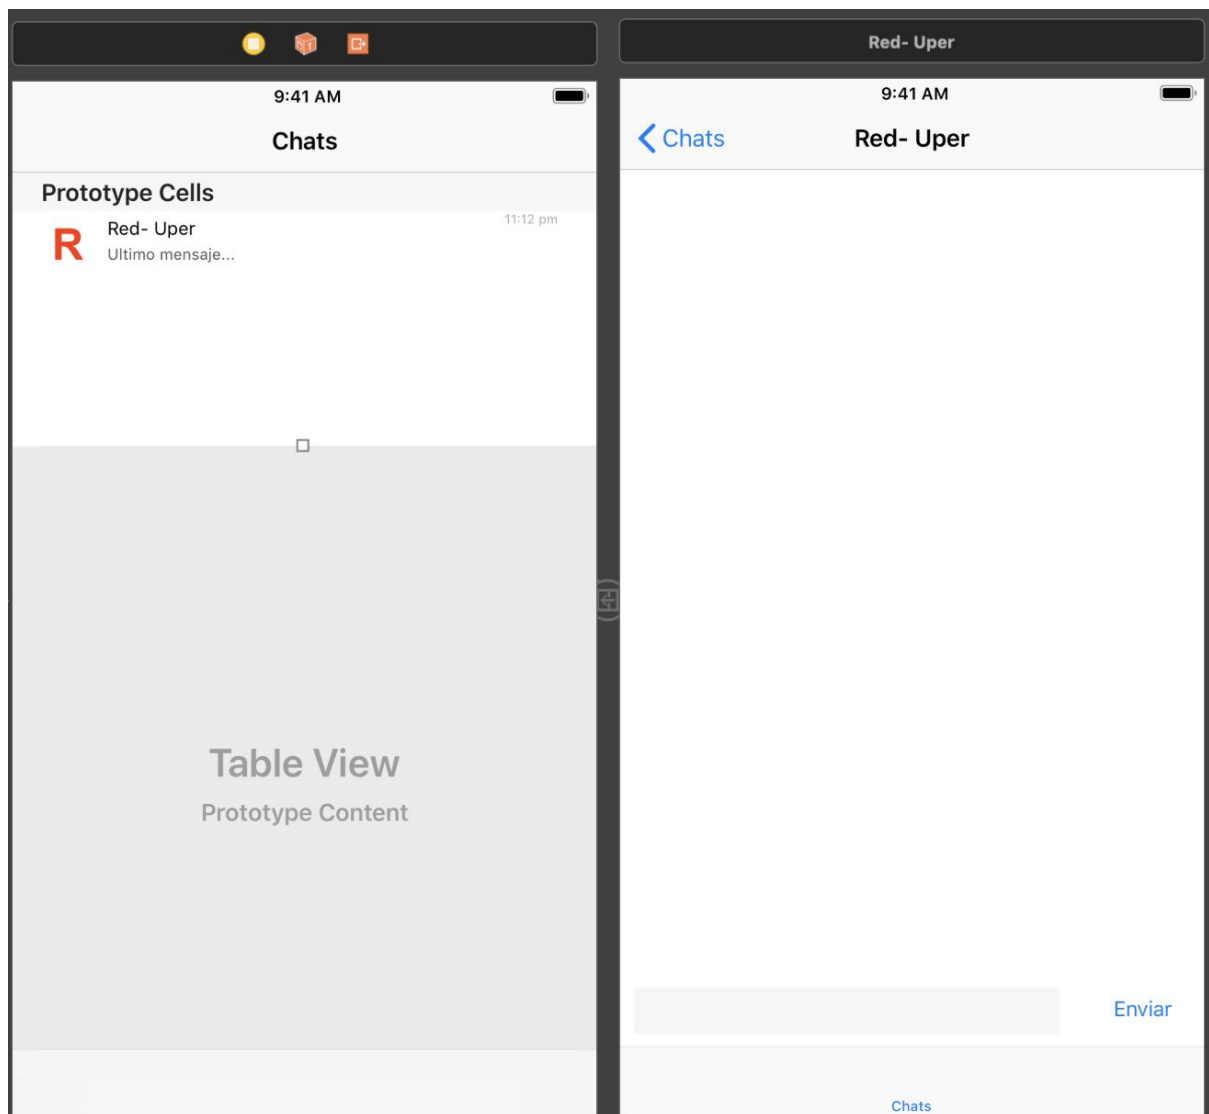 9:41 AM
Chats
Prototype Cells
R
Red- Uper
11:12 pm
Ultimo mensaje...
Table View
Prototype Content
Red- Uper
9:41 AM
Chats
Red- Uper
Enviar
Chats